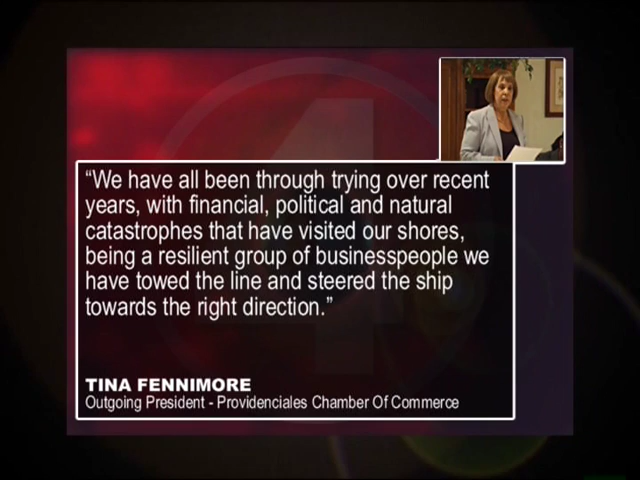 “We have all been through trying over recent
years, with financial, political and natural
catastrophes that have visited our shores,
being a resilient group of businesspeople we
have towed the line and steered the ship
towards the right direction.”
TINA FENNIMORE
Outgoing President - Providenciales Chamber Of Commerce
4